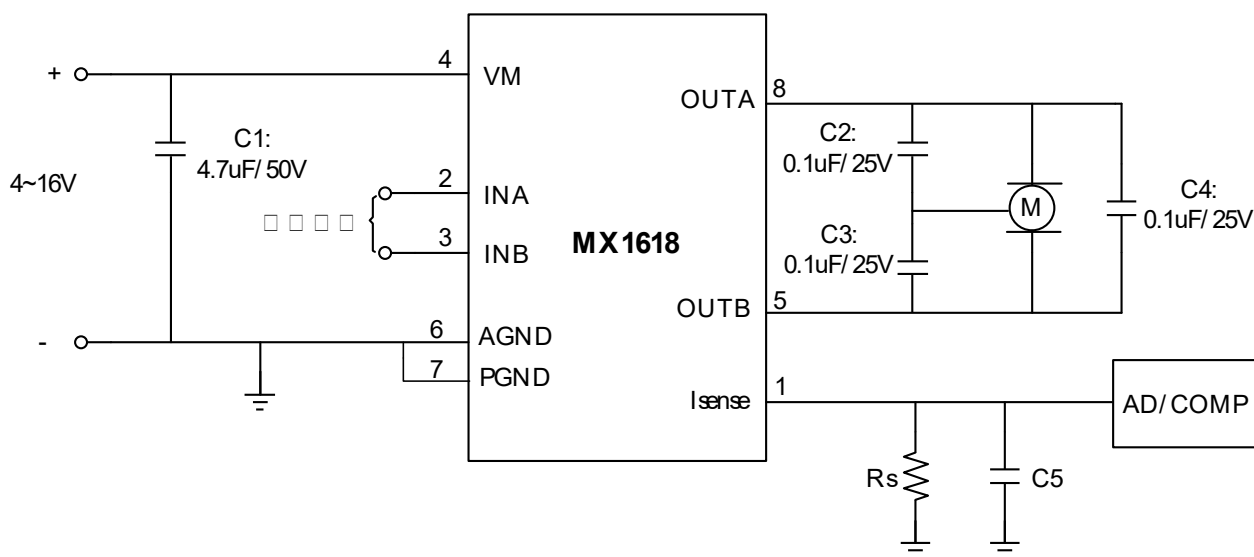 +
4~16V
-
C1:
4.7uF/50V
4
VM
2
INA
3
INB
6
AGND
7
PGND
MX1618
OUTA
8
OUTB
5
Isense
1
C2:
0.1uF/25V
C3:
0.1uF/25V
M
C4:
0.1uF/25V
AD/COMP
Rs
C5